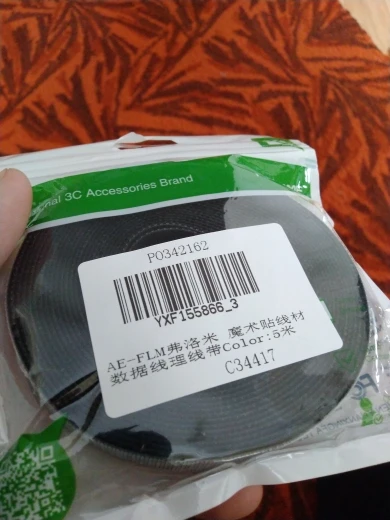 nal 3C Accessories Brand
PO342162
YXF155866_3
AE-FLM弗洛米 魔术贴线材
数据线理线带Color:5米
C34417